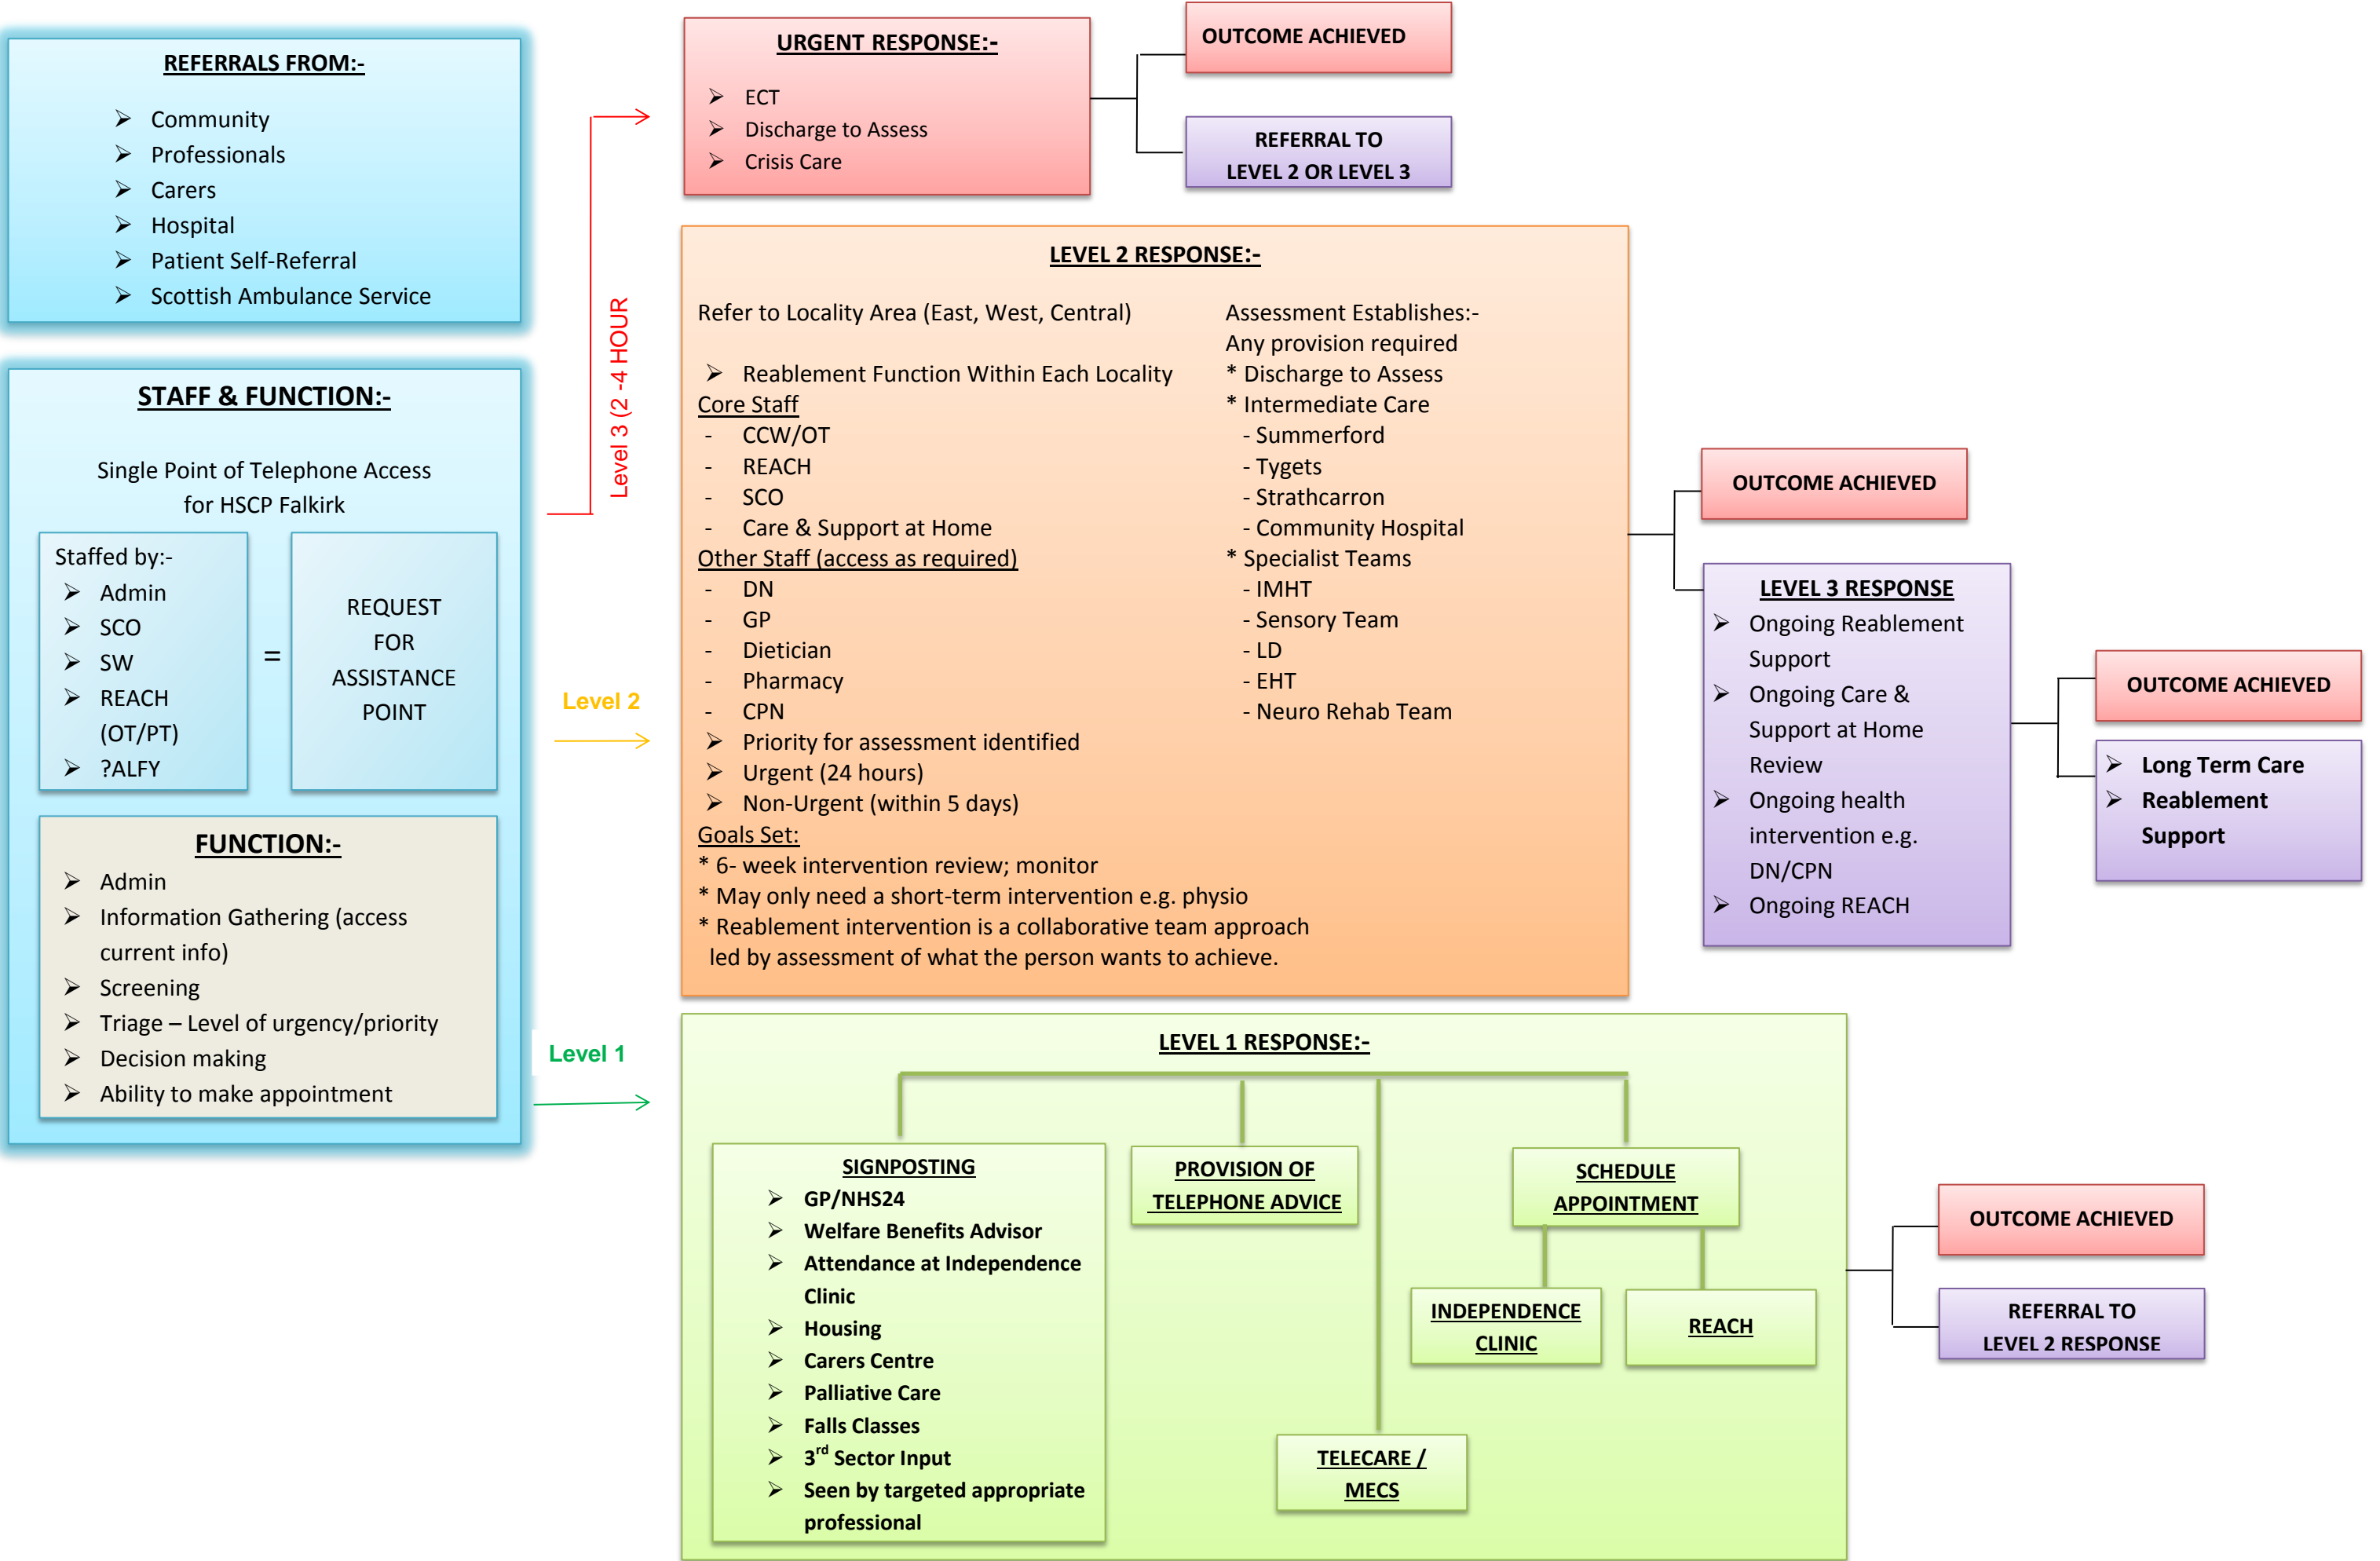 REFERRALS FROM:-
➢ Community
➢ Professionals
➢ Carers
➢ Hospital
➢ Patient Self-Referral
➢ Scottish Ambulance Service
STAFF & FUNCTION:-
Single Point of Telephone Access
for HSCP Falkirk
Staffed by:-
➢ Admin
➢ SCO
➢ SW
➢ REACH
(OT/PT)
➢ ?ALFY
=
REQUEST
FOR
ASSISTANCE
POINT
FUNCTION:-
➢ Admin
➢ Information Gathering (access
current info)
➢ Screening
➢ Triage – Level of urgency/priority
➢ Decision making
➢ Ability to make appointment
Level 3 (2 -4 HOUR
Level 2
Level 1
URGENT RESPONSE:-
➢ ECT
➢ Discharge to Assess
➢ Crisis Care
OUTCOME ACHIEVED
REFERRAL TO
LEVEL 2 OR LEVEL 3
LEVEL 2 RESPONSE:-
Refer to Locality Area (East, West, Central)
➢ Reablement Function Within Each Locality
Core Staff
- CCW/OT
- REACH
- SCO
- Care & Support at Home
Other Staff (access as required)
- DN
- GP
- Dietician
- Pharmacy
- CPN
➢ Priority for assessment identified
➢ Urgent (24 hours)
➢ Non-Urgent (within 5 days)
Goals Set:
* 6- week intervention review; monitor
* May only need a short-term intervention e.g. physio
* Reablement intervention is a collaborative team approach
led by assessment of what the person wants to achieve.
Assessment Establishes:-
Any provision required
* Discharge to Assess
* Intermediate Care
- Summerford
- Tygets
- Strathcarron
- Community Hospital
* Specialist Teams
- IMHT
- Sensory Team
- LD
- EHT
- Neuro Rehab Team
OUTCOME ACHIEVED
LEVEL 3 RESPONSE
➢ Ongoing Reablement
Support
➢ Ongoing Care &
Support at Home
Review
➢ Ongoing health
intervention e.g.
DN/CPN
➢ Ongoing REACH
OUTCOME ACHIEVED
➢ Long Term Care
➢ Reablement
Support
LEVEL 1 RESPONSE:-
SIGNPOSTING
➢ GP/NHS24
➢ Welfare Benefits Advisor
➢ Attendance at Independence
Clinic
➢ Housing
➢ Carers Centre
➢ Palliative Care
➢ Falls Classes
➢ 3rd Sector Input
➢ Seen by targeted appropriate
professional
PROVISION OF
TELEPHONE ADVICE
TELECARE /
MECS
SCHEDULE
APPOINTMENT
INDEPENDENCE
CLINIC
REACH
OUTCOME ACHIEVED
REFERRAL TO
LEVEL 2 RESPONSE